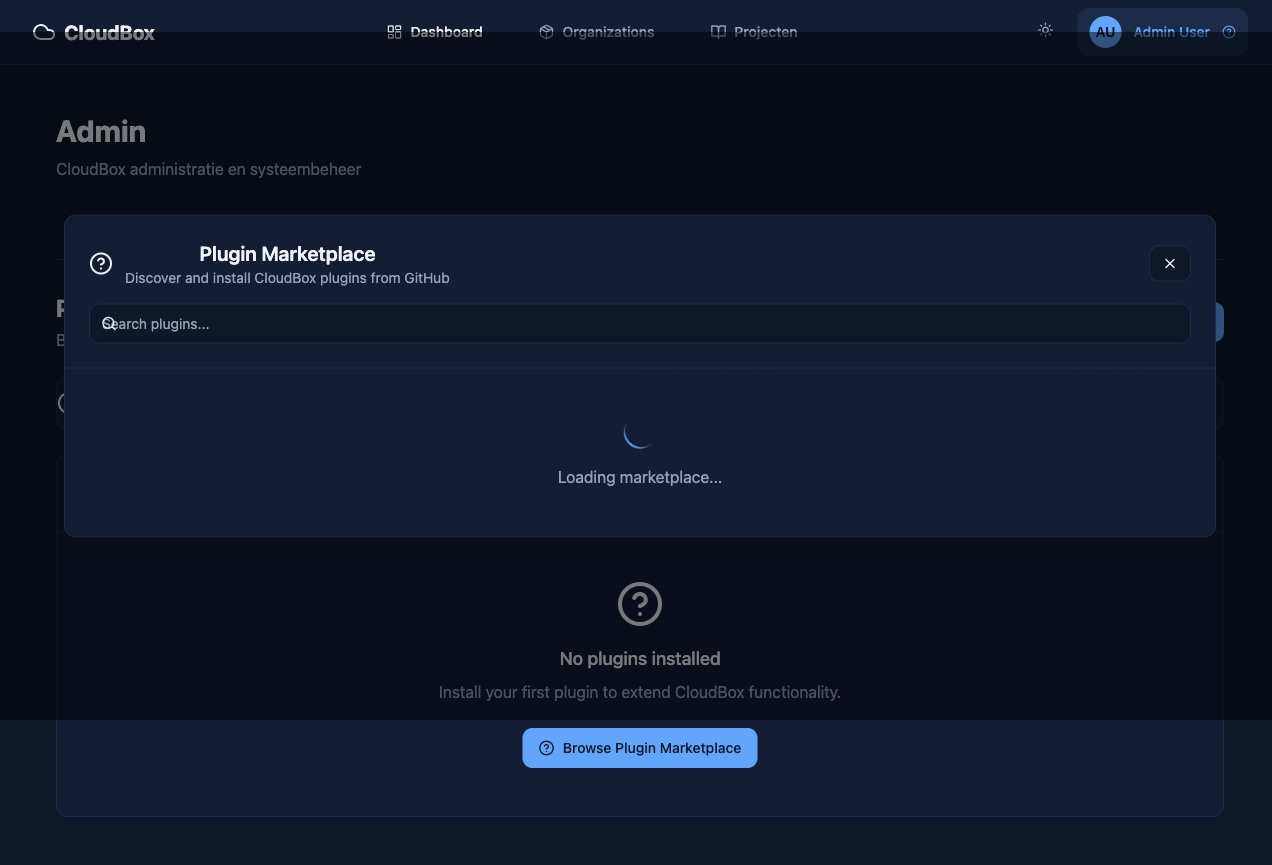 CloudBox
Dashboard
Organizations
Projecten
AU
Admin User
Admin
CloudBox administratie en systeembeheer
Plugin Marketplace
Discover and install CloudBox plugins from GitHub
Search plugins...
Loading marketplace...
No plugins installed
Install your first plugin to extend CloudBox functionality.
Browse Plugin Marketplace